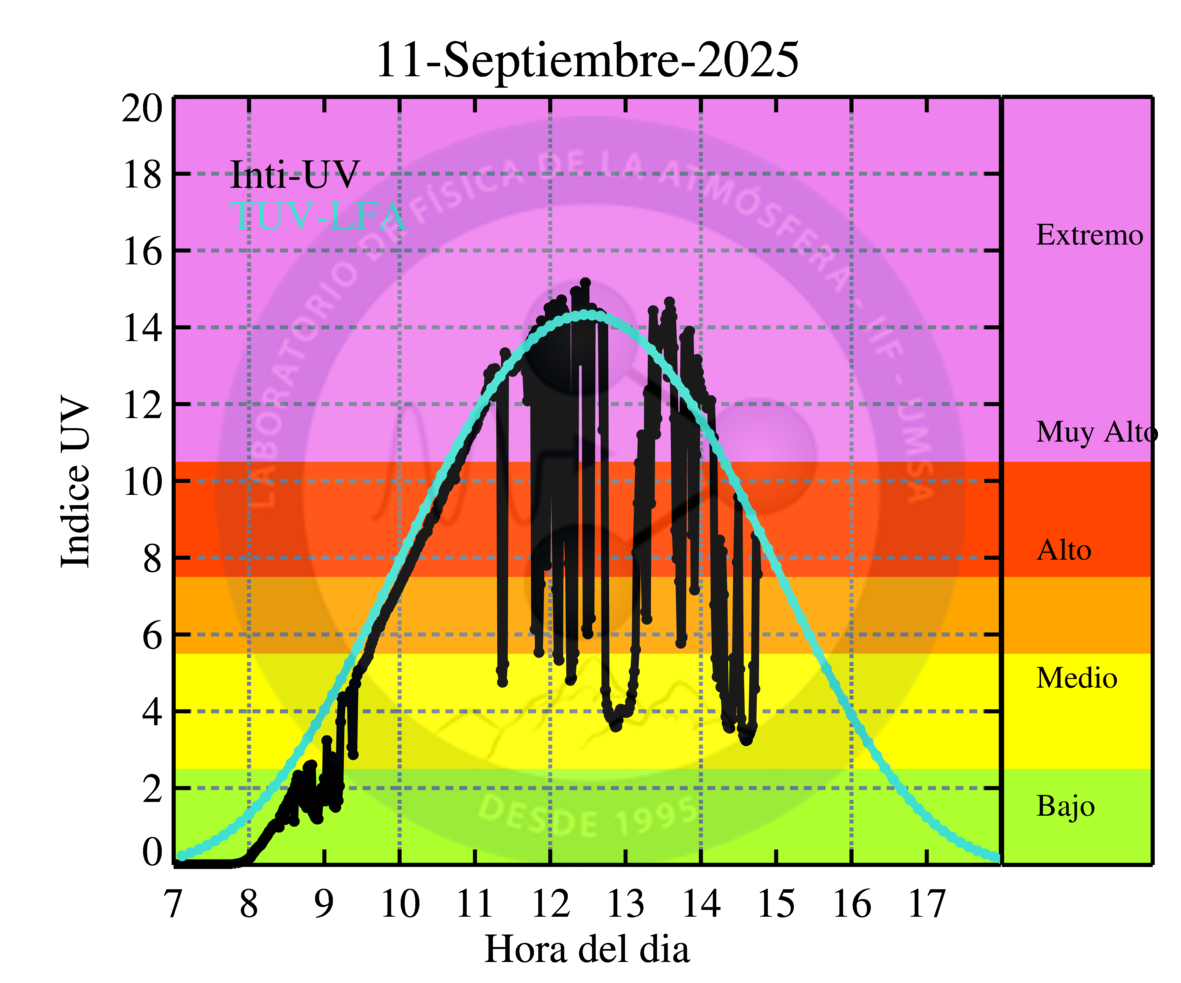 11-Septiembre-2025
20
18
16
14
12
10
8
6
4
2
0
Indice UV
Inti-UV
TUV-LFA
LABORATORIO DE FÍSICA DE LA ATMÓSFERA - IIF - UMSA
DESDE 1995
Extremo
Muy Alto
Alto
Medio
Bajo
7 8 9 10 11 12 13 14 15 16 17
Hora del dia